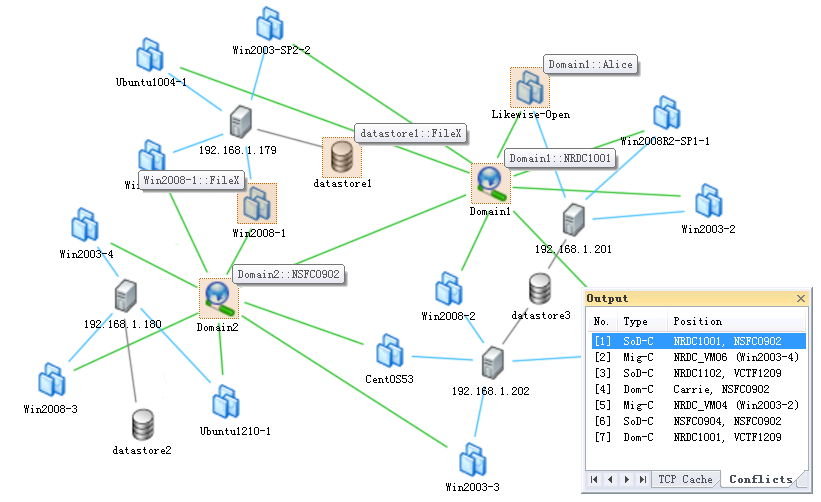 Win2003-SP2-2
Domain1::Alice
Ubuntu1004-1
Likewise-Open
datastore1::FileX
Win2008R2-SP1-1
192.168.1.179
Domain1::NRDC1001
datastore1
Win2008-1::FileX
Domain1
Win2008-1
Win2003-2
Win2003-4
192.168.1.201
Domain2::NSFC0902
192.168.1.180
Domain2
Win2008-2
datastore3
CentOS53
192.168.1.202
Win2008-3
Ubuntu1210-1
datastore2
Win2003-3
Output
No. Type Position
[1] SoD-C NRDC1001, NSFC0902
[2] Mig-C NRDC_VM06 (Win2003-4)
[3] SoD-C NRDC1102, VCTF1209
[4] Dom-C Carrie, NSFC0902
[5] Mig-C NRDC_VM04 (Win2003-2)
[6] SoD-C NSFC0904, NSFC0902
[7] Dom-C NRDC1001, VCTF1209
TCP Cache Conflicts